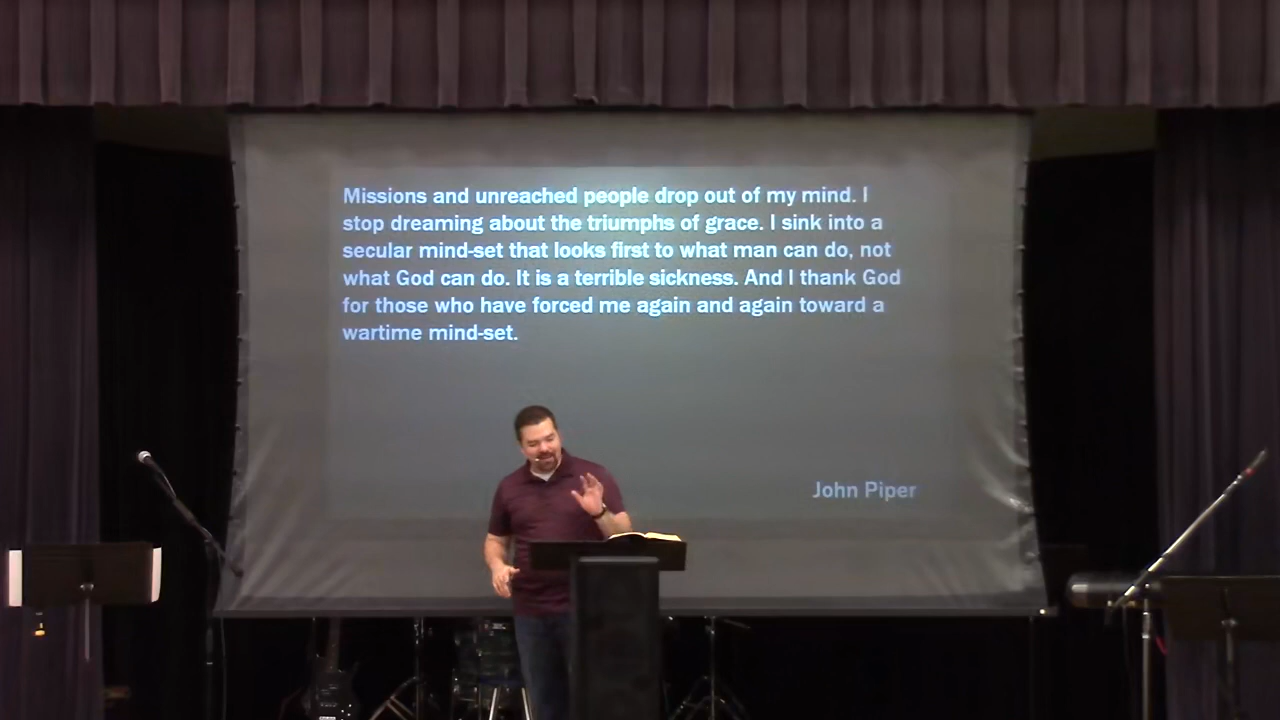 Missions and unreached people drop out of my mind. I
stop dreaming about the triumphs of grace. I sink into a
secular mind-set that looks first to what man can do, not
what God can do. It is a terrible sickness. And I thank God
for those who have forced me again and again toward a
wartime mind-set.
John Piper